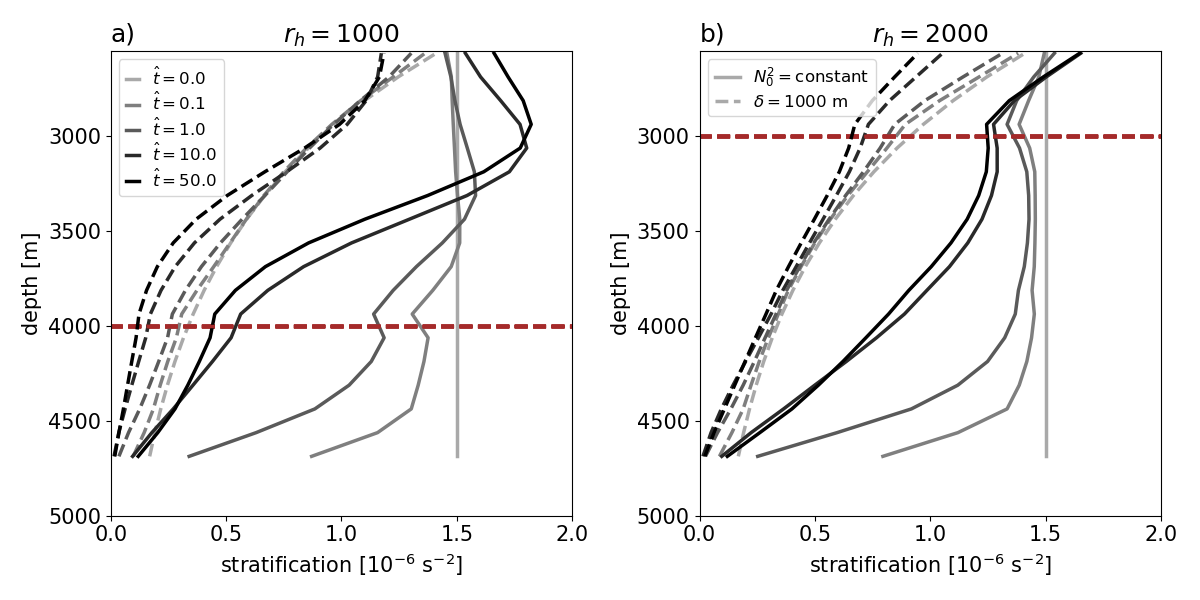 a)
r_h = 1000
t̂ = 0.0
t̂ = 0.1
t̂ = 1.0
t̂ = 10.0
t̂ = 50.0
3000
3500
4000
4500
5000
depth [m]
0.0 0.5 1.0 1.5 2.0
stratification [10⁻⁶ s⁻²]
b)
r_h = 2000
N₀² = constant
δ = 1000 m
3000
3500
4000
4500
5000
depth [m]
0.0 0.5 1.0 1.5 2.0
stratification [10⁻⁶ s⁻²]